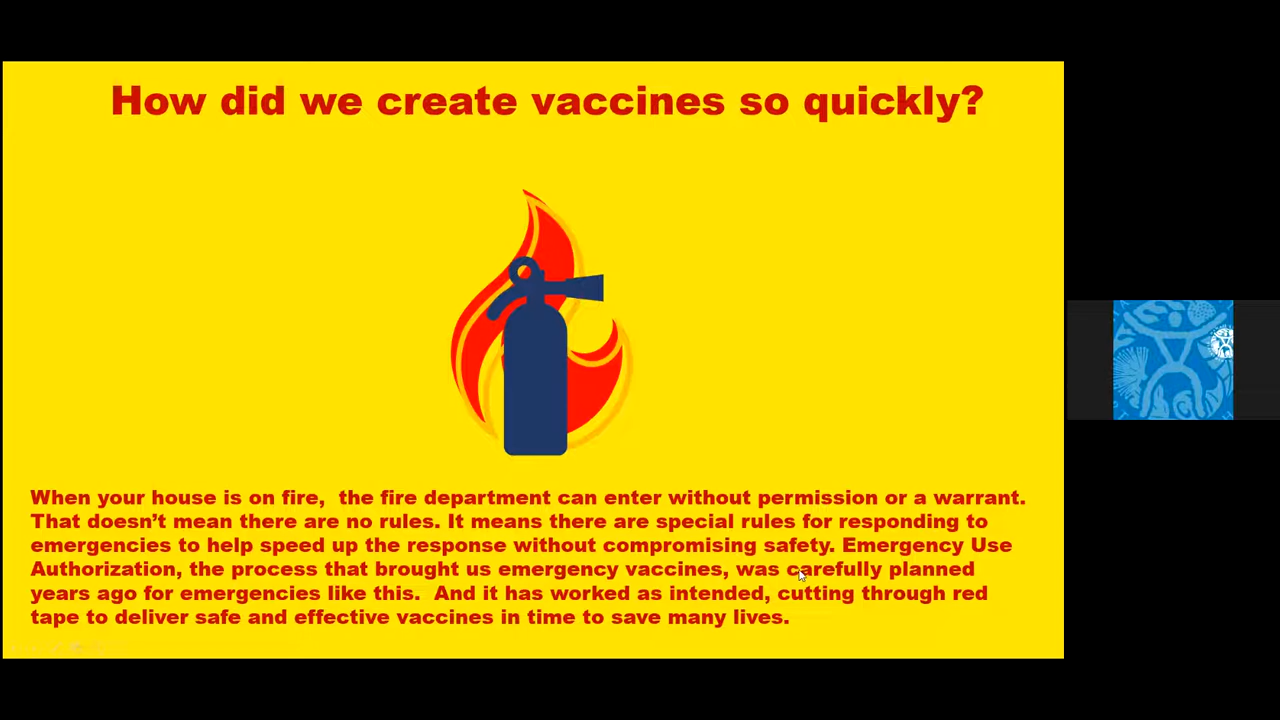 How did we create vaccines so quickly?
When your house is on fire,  the fire department can enter without permission or a warrant.
That doesn’t mean there are no rules. It means there are special rules for responding to
emergencies to help speed up the response without compromising safety. Emergency Use
Authorization, the process that brought us emergency vaccines, was carefully planned
years ago for emergencies like this.  And it has worked as intended, cutting through red
tape to deliver safe and effective vaccines in time to save many lives.